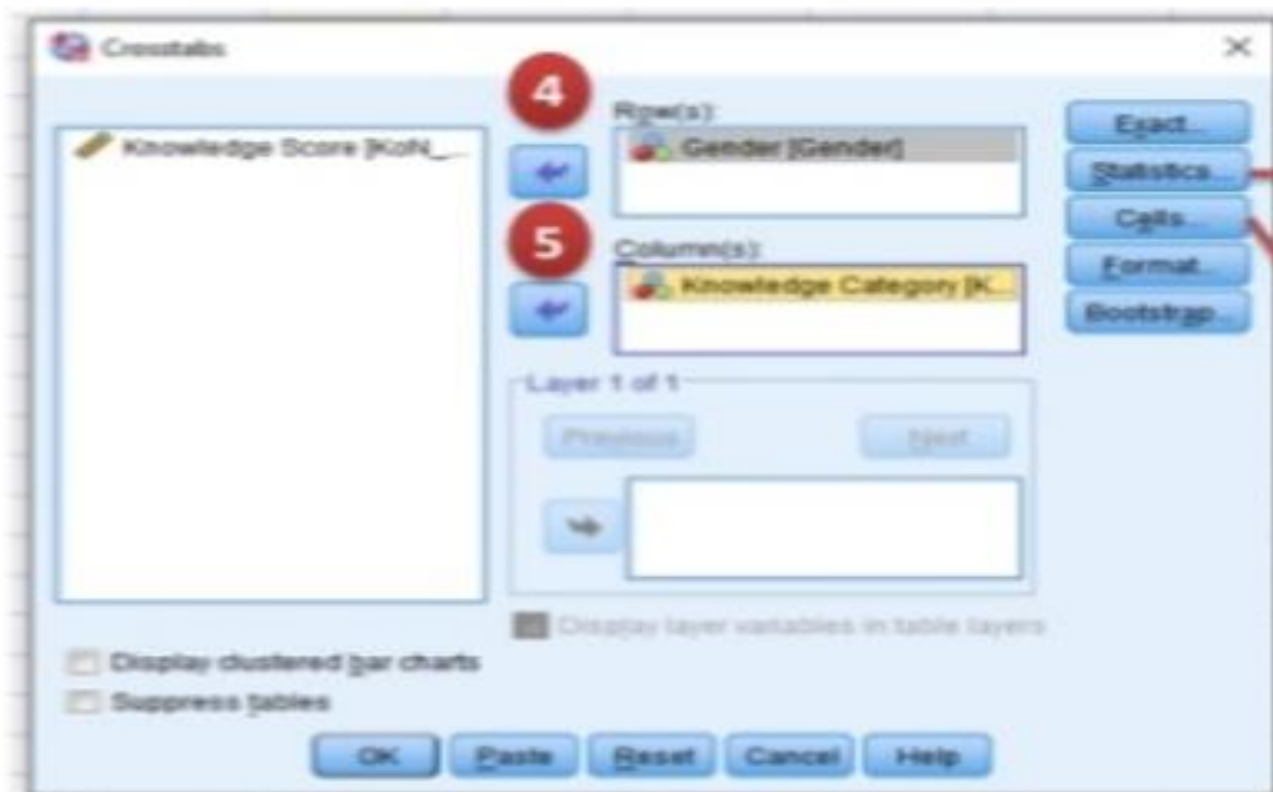 Crosstabs
4
Row(s):
Exact...
Knowledge Score [KoN_...
Gender [Gender]
Statistics...
5
Cells...
Column(s):
Format...
Knowledge Category [K...
Bootstrap...
Layer 1 of 1
Previous
Next
Display layer variables in table layers
Display clustered bar charts
Suppress tables
OK
Paste
Reset
Cancel
Help